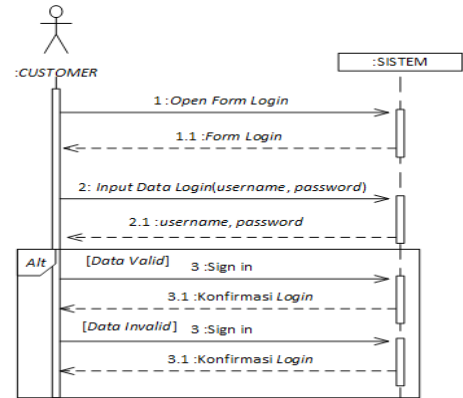 :CUSTOMER
:SISTEM
1 :Open Form Login
1.1 :Form Login
2: Input Data Login(username, password)
2.1 :username, password
Alt
[Data Valid] 3 :Sign in
3.1 :Konfirmasi Login
[Data Invalid] 3 :Sign in
3.1 :Konfirmasi Login